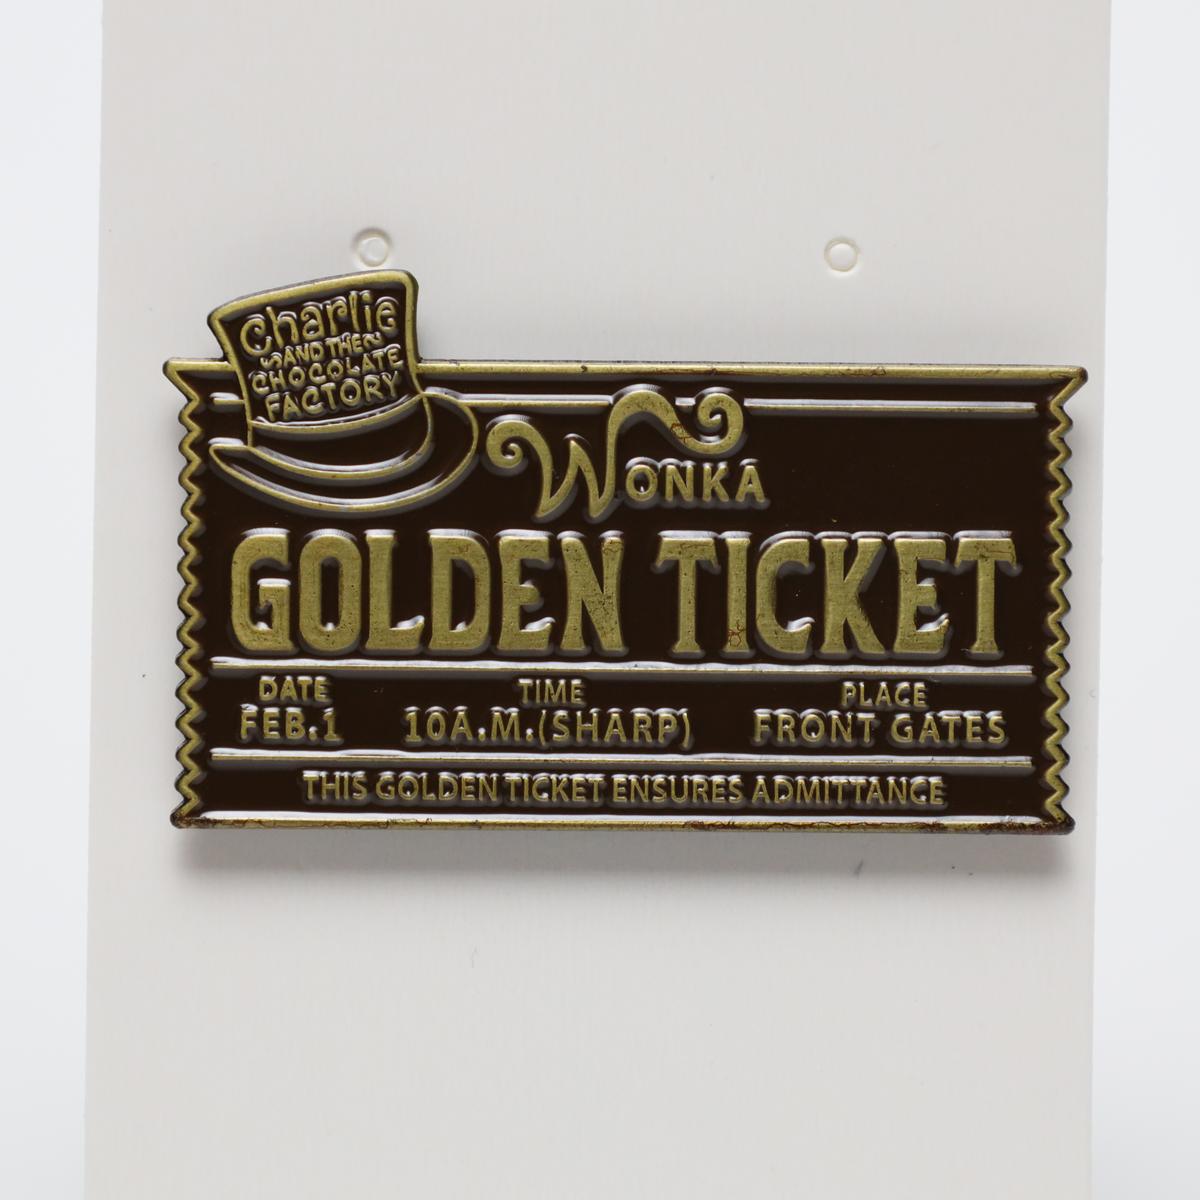 Charlie
AND THE
CHOCOLATE
FACTORY
WONKA
GOLDEN TICKET
DATE TIME PLACE
FEB.1 10A.M.(SHARP) FRONT GATES
THIS GOLDEN TICKET ENSURES ADMITTANCE